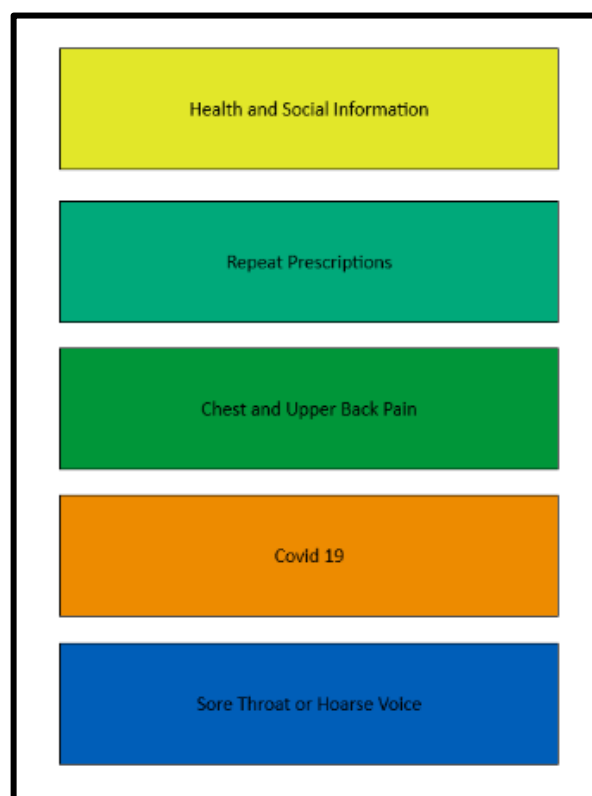 Health and Social Information
Repeat Prescriptions
Chest and Upper Back Pain
Covid 19
Sore Throat or Hoarse Voice